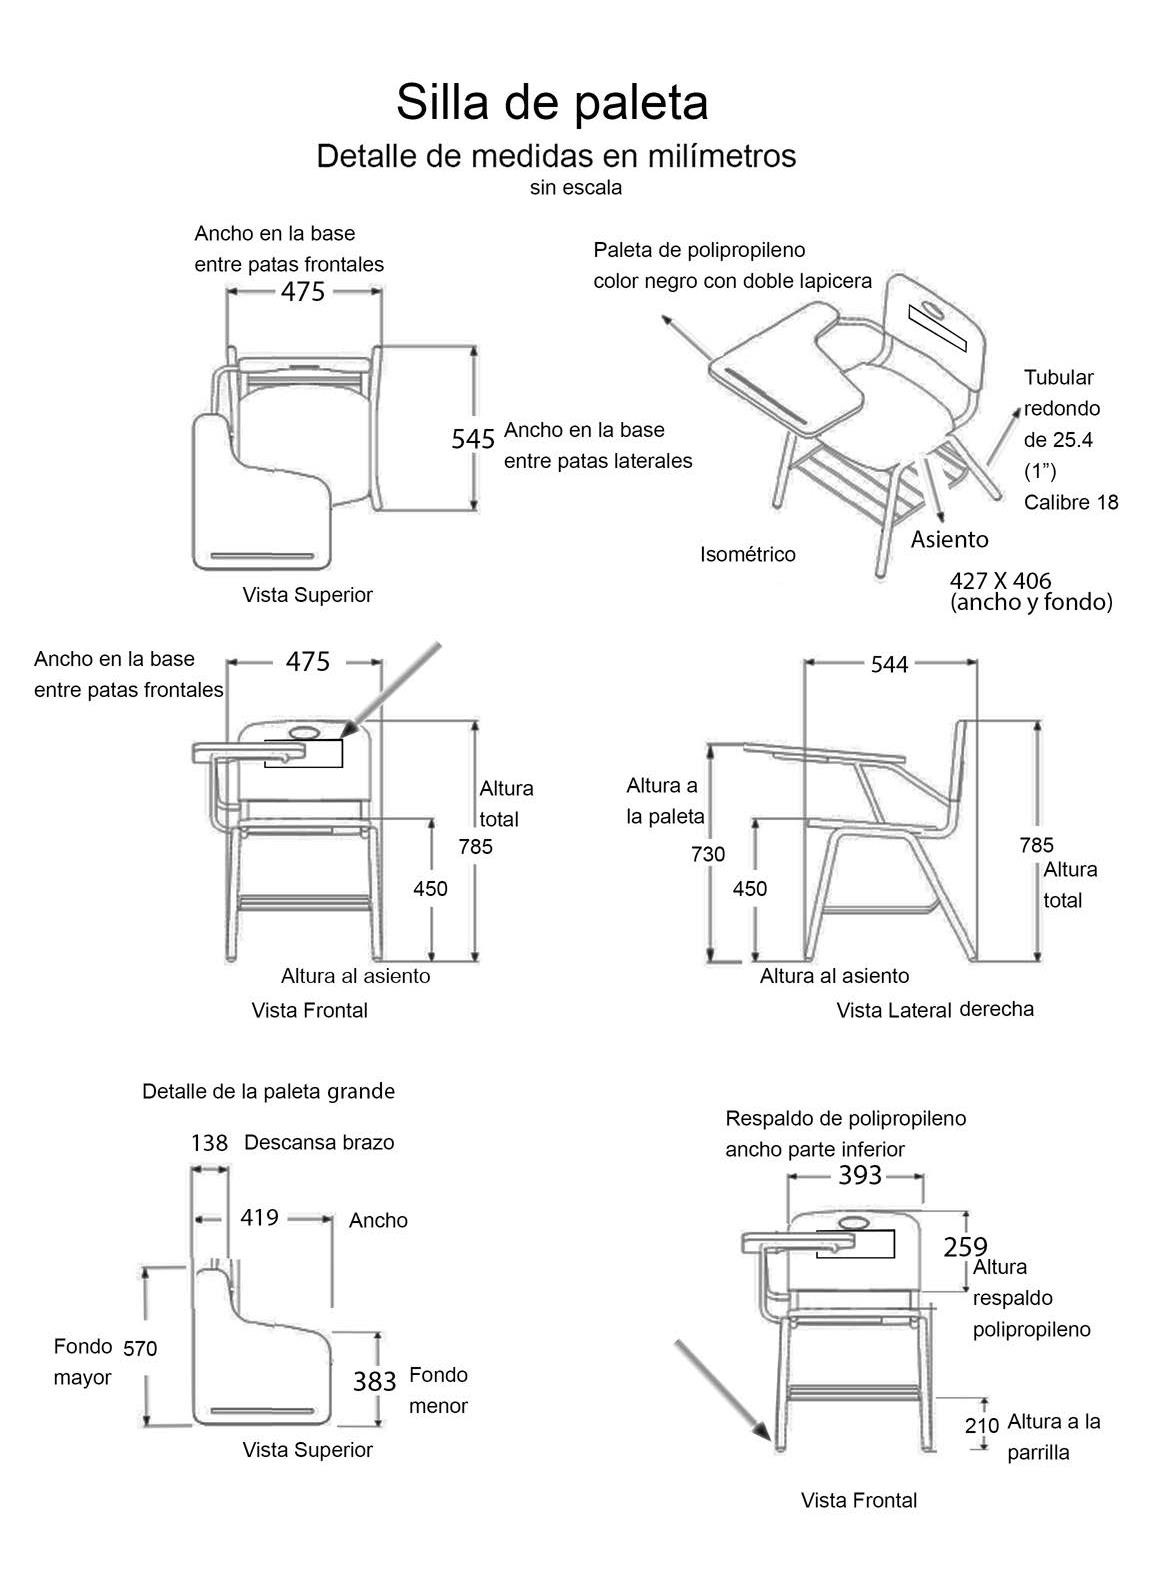 Silla de paleta
Detalle de medidas en milímetros
sin escala
Ancho en la base
entre patas frontales
475
545
Ancho en la base
entre patas laterales
Vista Superior
Paleta de polipropileno
color negro con doble lapicera
Tubular
redondo
de 25.4
(1”)
Calibre 18
Isométrico
Asiento
427 X 406
(ancho y fondo)
Ancho en la base
entre patas frontales
475
Altura
total
785
450
Altura al asiento
Vista Frontal
544
Altura a
la paleta
730
450
785
Altura
total
Altura al asiento
Vista Lateral derecha
Detalle de la paleta grande
138 Descansa brazo
419 Ancho
Fondo 570
mayor
383 Fondo
menor
Vista Superior
Respaldo de polipropileno
ancho parte inferior
393
259
Altura
respaldo
polipropileno
210 Altura a la
parrilla
Vista Frontal